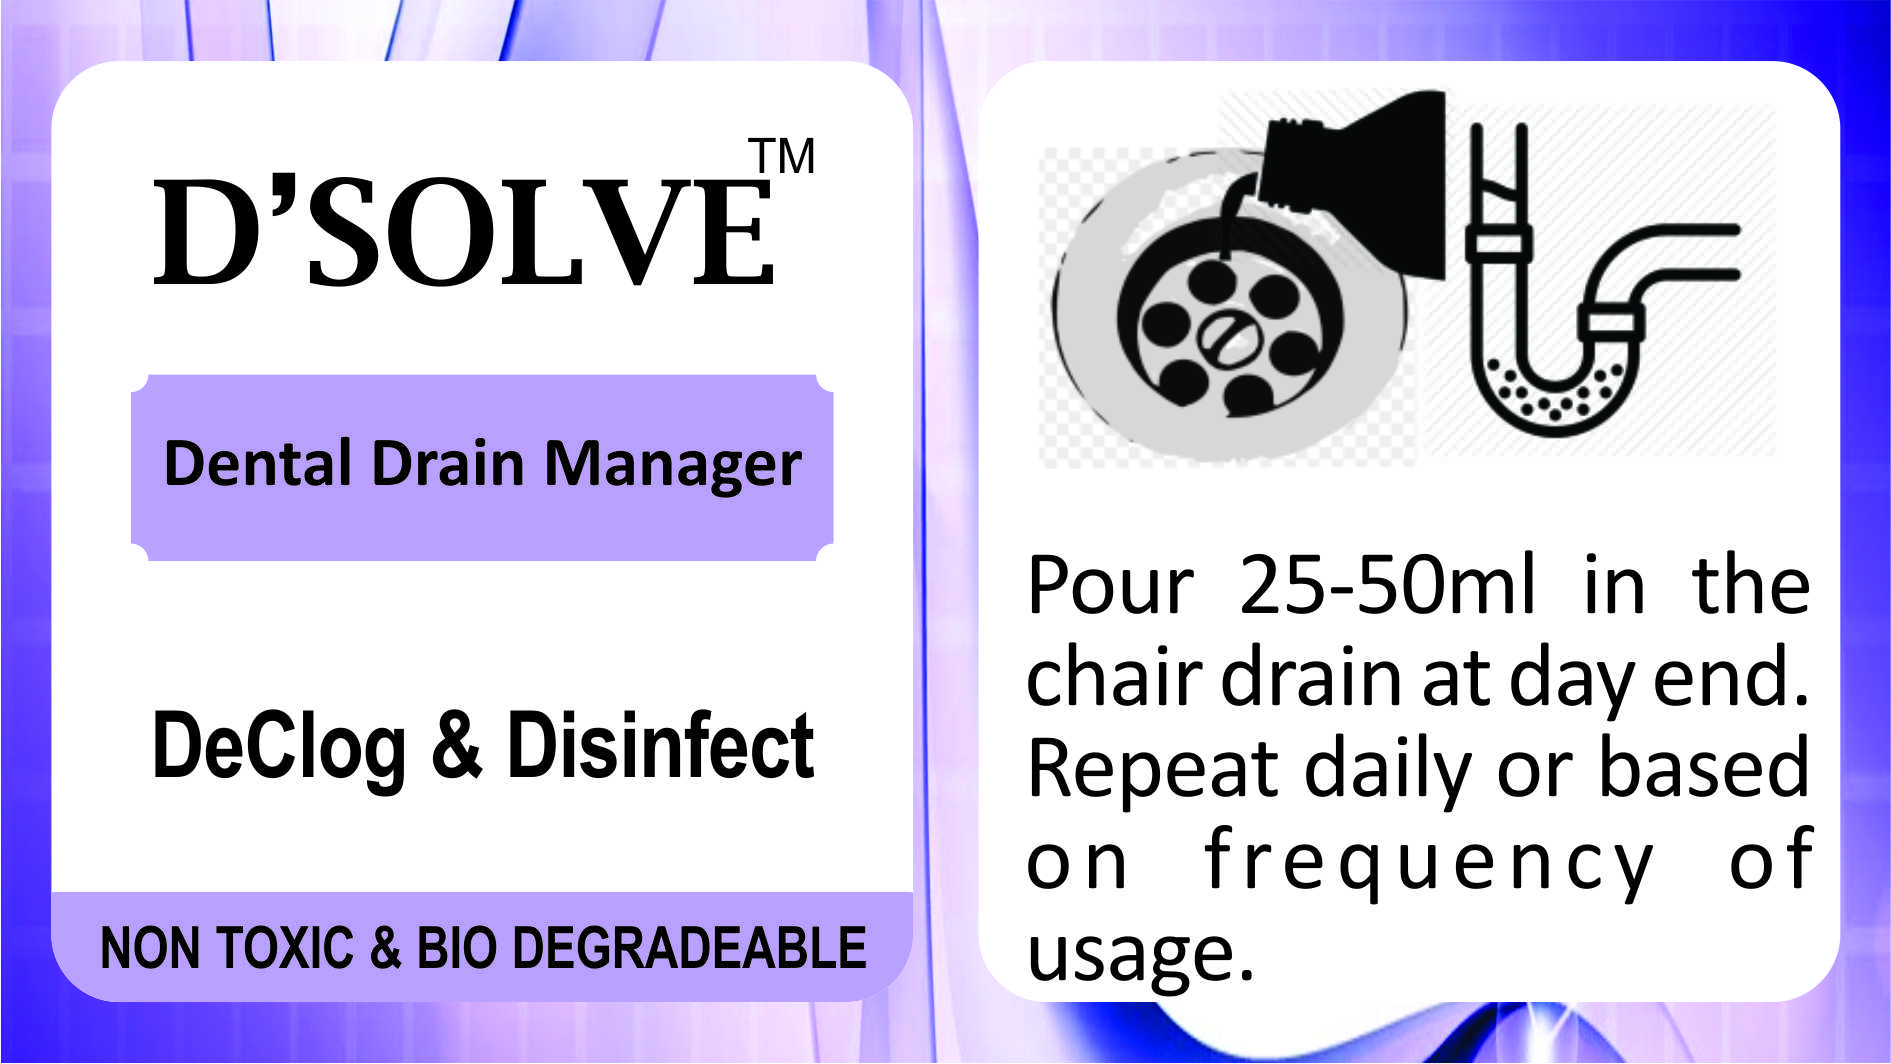 D’SOLVE™
Dental Drain Manager
DeClog & Disinfect
NON TOXIC & BIO DEGRADEABLE
Pour 25-50ml in the
chair drain at day end.
Repeat daily or based
on frequency of
usage.